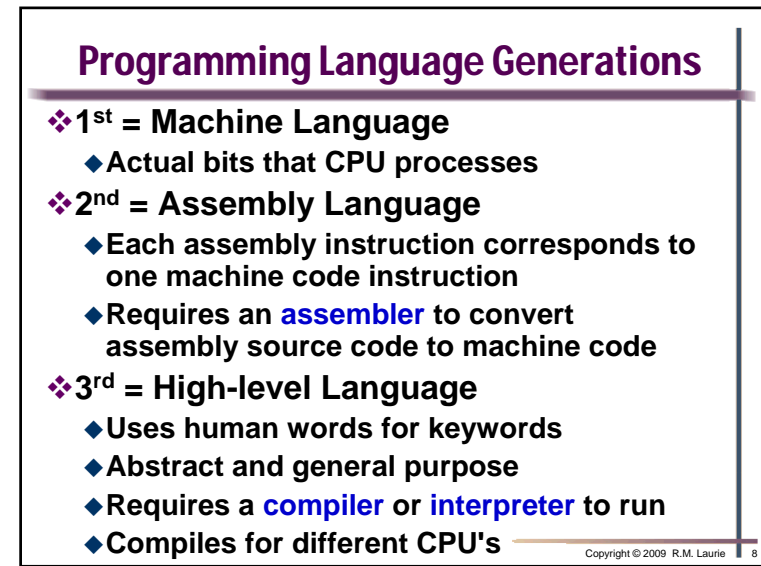 Programming Language Generations
❖1st = Machine Language
◆Actual bits that CPU processes
❖2nd = Assembly Language
◆Each assembly instruction corresponds to
one machine code instruction
◆Requires an assembler to convert
assembly source code to machine code
❖3rd = High-level Language
◆Uses human words for keywords
◆Abstract and general purpose
◆Requires a compiler or interpreter to run
◆Compiles for different CPU's
Copyright © 2009 R.M. Laurie 8